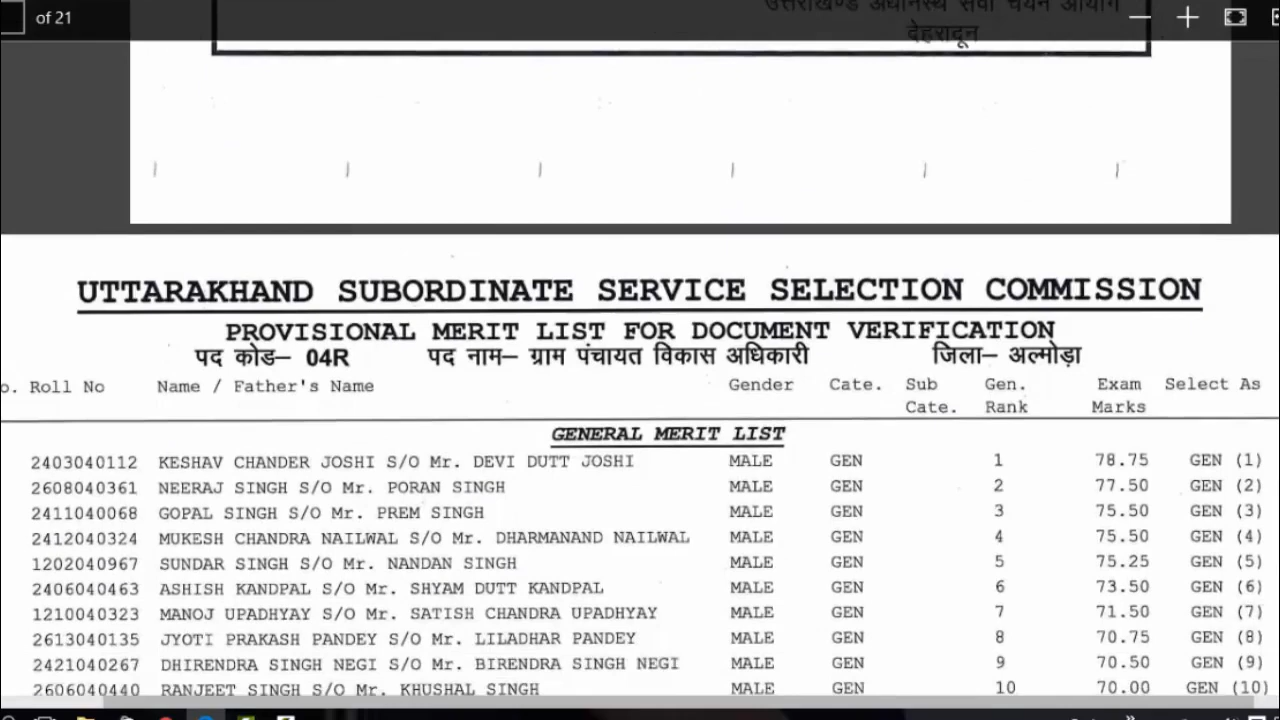 of 21
उत्तराखण्ड अधीनस्थ सेवा चयन आयोग
देहरादून
UTTARAKHAND SUBORDINATE SERVICE SELECTION COMMISSION
PROVISIONAL MERIT LIST FOR DOCUMENT VERIFICATION
पद कोड– 04R पद नाम– ग्राम पंचायत विकास अधिकारी जिला– अल्मोड़ा
o. Roll No Name / Father's Name Gender Cate. Sub Gen. Exam Select As
Cate. Rank Marks
GENERAL MERIT LIST
2403040112 KESHAV CHANDER JOSHI S/O Mr. DEVI DUTT JOSHI MALE GEN 1 78.75 GEN (1)
2608040361 NEERAJ SINGH S/O Mr. PORAN SINGH MALE GEN 2 77.50 GEN (2)
2411040068 GOPAL SINGH S/O Mr. PREM SINGH MALE GEN 3 75.50 GEN (3)
2412040324 MUKESH CHANDRA NAILWAL S/O Mr. DHARMANAND NAILWAL MALE GEN 4 75.50 GEN (4)
1202040967 SUNDAR SINGH S/O Mr. NANDAN SINGH MALE GEN 5 75.25 GEN (5)
2406040463 ASHISH KANDPAL S/O Mr. SHYAM DUTT KANDPAL MALE GEN 6 73.50 GEN (6)
1210040323 MANOJ UPADHYAY S/O Mr. SATISH CHANDRA UPADHYAY MALE GEN 7 71.50 GEN (7)
2613040135 JYOTI PRAKASH PANDEY S/O Mr. LILADHAR PANDEY MALE GEN 8 70.75 GEN (8)
2421040267 DHIRENDRA SINGH NEGI S/O Mr. BIRENDRA SINGH NEGI MALE GEN 9 70.50 GEN (9)
2606040440 RANJEET SINGH S/O Mr. KHUSHAL SINGH MALE GEN 10 70.00 GEN (10)